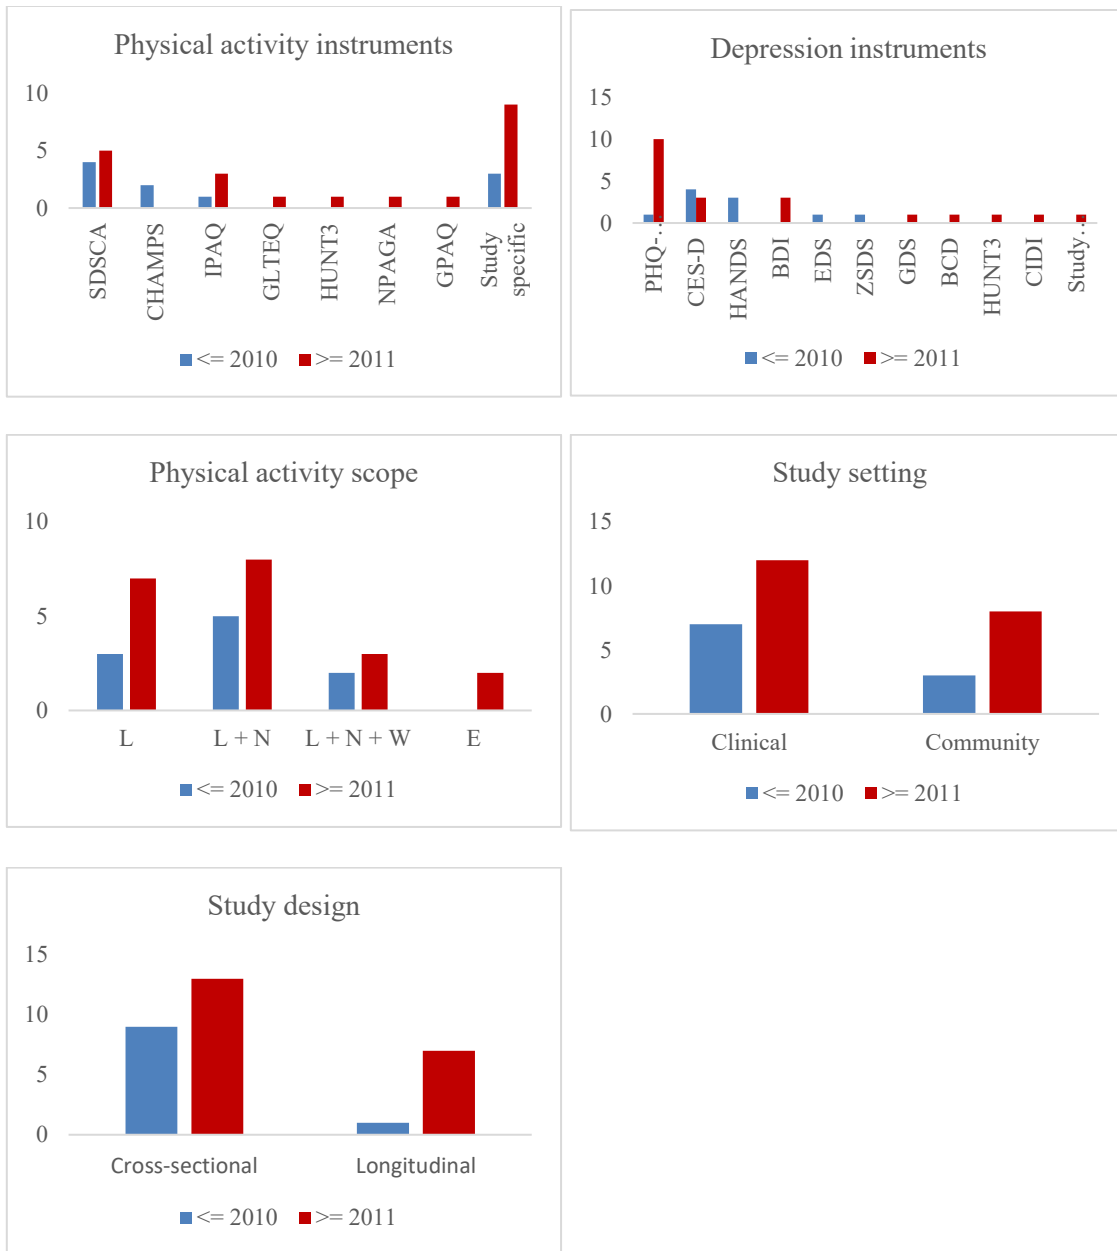 Physical activity instruments
10
5
0
SDSCA
CHAMPS
IPAQ
GLTEQ
HUNT3
NPAGA
GPAQ
Study
specific
<= 2010
>= 2011
Depression instruments
15
10
5
0
PHQ-…
CES-D
HANDS
BDI
EDS
ZSDS
GDS
BCD
HUNT3
CIDI
Study…
<= 2010
>= 2011
Physical activity scope
10
5
0
L
L + N
L + N + W
E
<= 2010
>= 2011
Study setting
15
10
5
0
Clinical
Community
<= 2010
>= 2011
Study design
15
10
5
0
Cross-sectional
Longitudinal
<= 2010
>= 2011